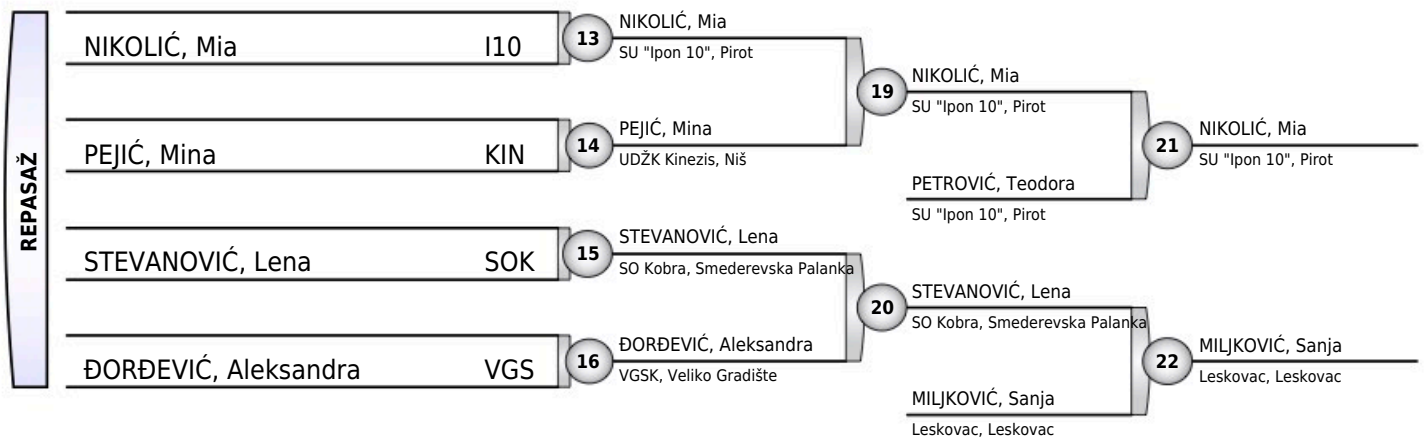 REPASAŽ
NIKOLIĆ, Mia I10
PEJIĆ, Mina KIN
STEVANOVIĆ, Lena SOK
ĐORĐEVIĆ, Aleksandra VGS
13
NIKOLIĆ, Mia
SU "Ipon 10", Pirot
14
PEJIĆ, Mina
UDŽK Kinezis, Niš
15
STEVANOVIĆ, Lena
SO Kobra, Smederevska Palanka
16
ĐORĐEVIĆ, Aleksandra
VGSK, Veliko Gradište
19
NIKOLIĆ, Mia
SU "Ipon 10", Pirot
PETROVIĆ, Teodora
SU "Ipon 10", Pirot
20
STEVANOVIĆ, Lena
SO Kobra, Smederevska Palanka
MILJKOVIĆ, Sanja
Leskovac, Leskovac
21
NIKOLIĆ, Mia
SU "Ipon 10", Pirot
22
MILJKOVIĆ, Sanja
Leskovac, Leskovac